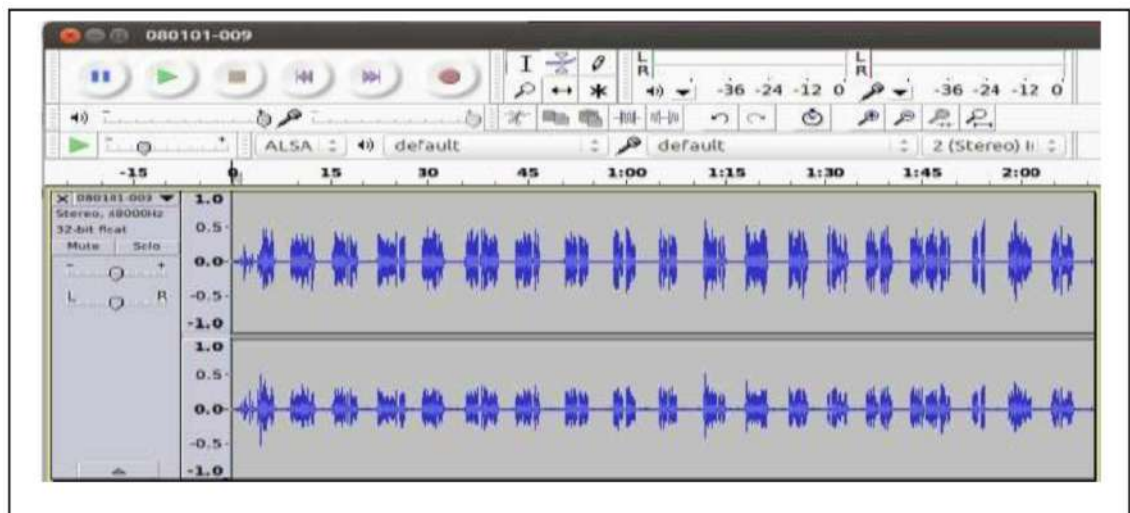 080101-009
L
R
-36 -24 -12 0
L
R
-36 -24 -12 0
- +
ALSA
default
default
2 (Stereo) I
-15 0 15 30 45 1:00 1:15 1:30 1:45 2:00
X 080101-009
Stereo, 48000Hz
32-bit float
Mute Solo
- +
L R
1.0
0.5
0.0
-0.5
-1.0
1.0
0.5
0.0
-0.5
-1.0